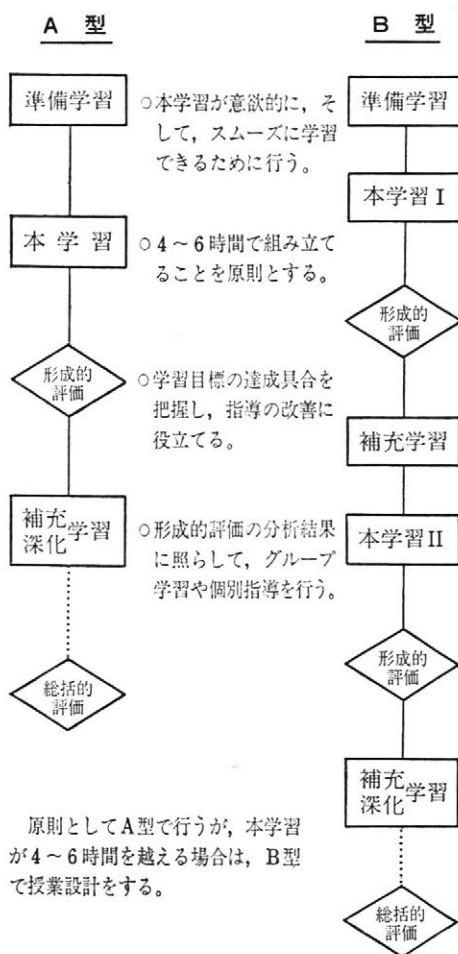 A 型
準備学習
○本学習が意欲的に，そ
して，スムーズに学習
できるために行う。
本学習
○4～6時間で組み立て
ることを原則とする。
形成的
評価
○学習目標の達成具合を
把握し，指導の改善に
役立てる。
補充
深化
学習
○形成的評価の分析結果
に照らして，グループ
学習や個別指導を行う。
総括的
評価
B 型
準備学習
本学習Ⅰ
形成的
評価
補充学習
本学習Ⅱ
形成的
評価
補充
深化
学習
総括的
評価
原則としてA型で行うが，本学習
が4～6時間を越える場合は，B型
で授業設計をする。